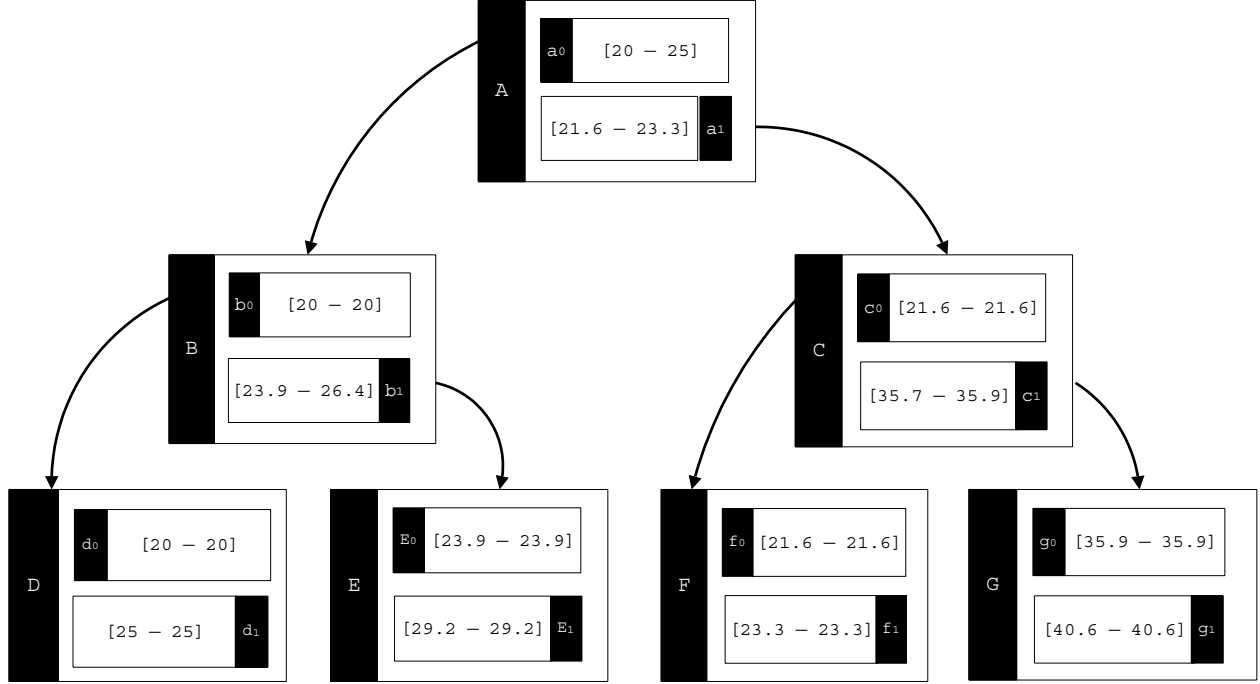 a0 [20 — 25]
A
[21.6 — 23.3] a1
b0 [20 — 20]
B
[23.9 — 26.4] b1
c0 [21.6 — 21.6]
C
[35.7 — 35.9] c1
d0 [20 — 20]
D
[25 — 25] d1
E0 [23.9 — 23.9]
E
[29.2 — 29.2] E1
f0 [21.6 — 21.6]
F
[23.3 — 23.3] f1
g0 [35.9 — 35.9]
G
[40.6 — 40.6] g1